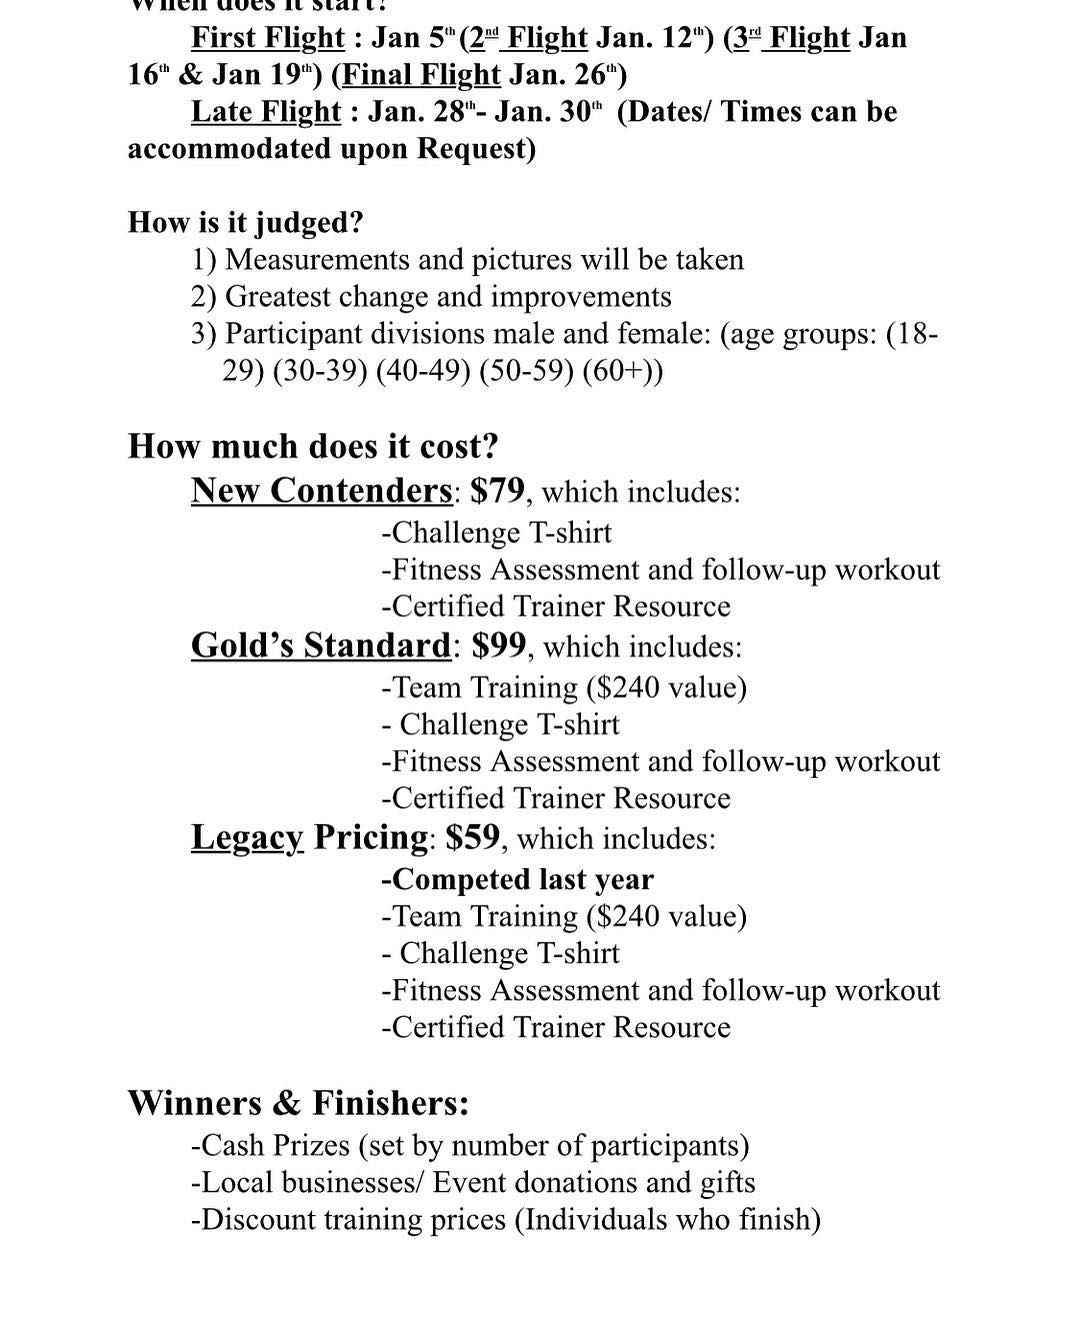 When does it start?
First Flight : Jan 5th (2nd Flight Jan. 12th) (3rd Flight Jan
16th & Jan 19th) (Final Flight Jan. 26th)
Late Flight : Jan. 28th- Jan. 30th (Dates/ Times can be
accommodated upon Request)
How is it judged?
1) Measurements and pictures will be taken
2) Greatest change and improvements
3) Participant divisions male and female: (age groups: (18-
29) (30-39) (40-49) (50-59) (60+))
How much does it cost?
New Contenders: $79, which includes:
-Challenge T-shirt
-Fitness Assessment and follow-up workout
-Certified Trainer Resource
Gold’s Standard: $99, which includes:
-Team Training ($240 value)
- Challenge T-shirt
-Fitness Assessment and follow-up workout
-Certified Trainer Resource
Legacy Pricing: $59, which includes:
-Competed last year
-Team Training ($240 value)
- Challenge T-shirt
-Fitness Assessment and follow-up workout
-Certified Trainer Resource
Winners & Finishers:
-Cash Prizes (set by number of participants)
-Local businesses/ Event donations and gifts
-Discount training prices (Individuals who finish)